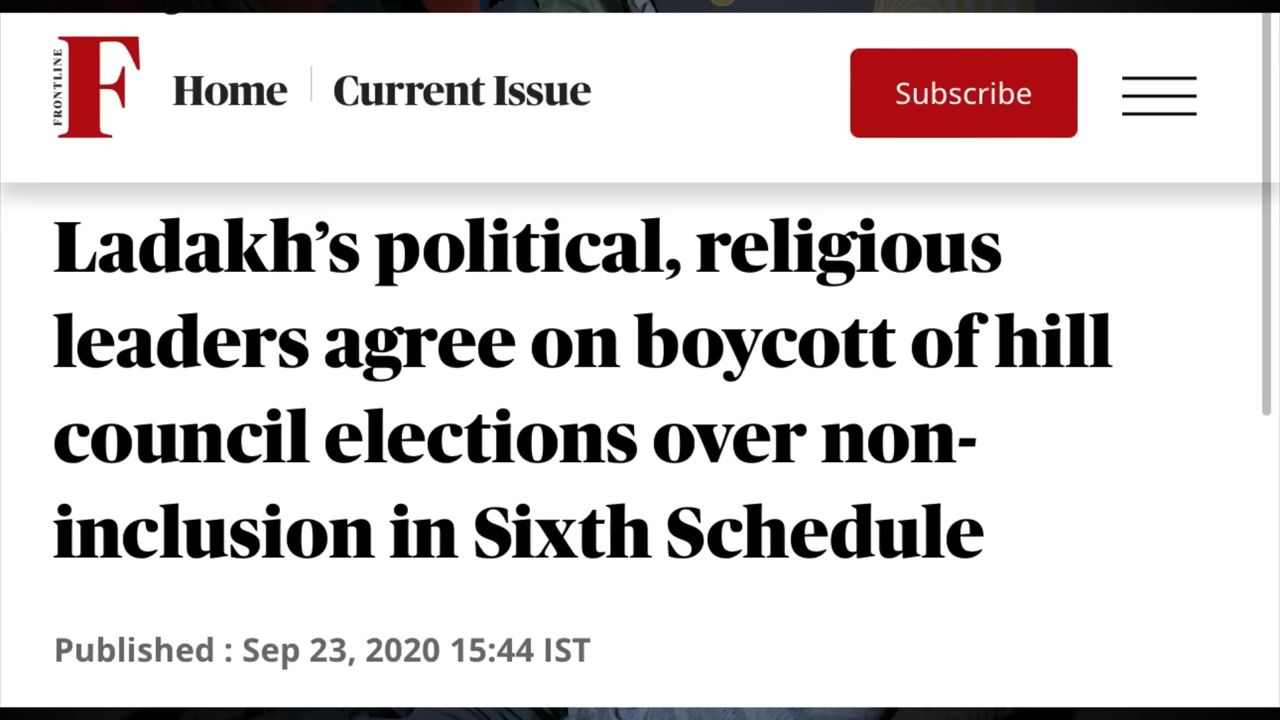 FRONTLINE
F
Home
Current Issue
Subscribe
Ladakh’s political, religious
leaders agree on boycott of hill
council elections over non-
inclusion in Sixth Schedule
Published : Sep 23, 2020 15:44 IST